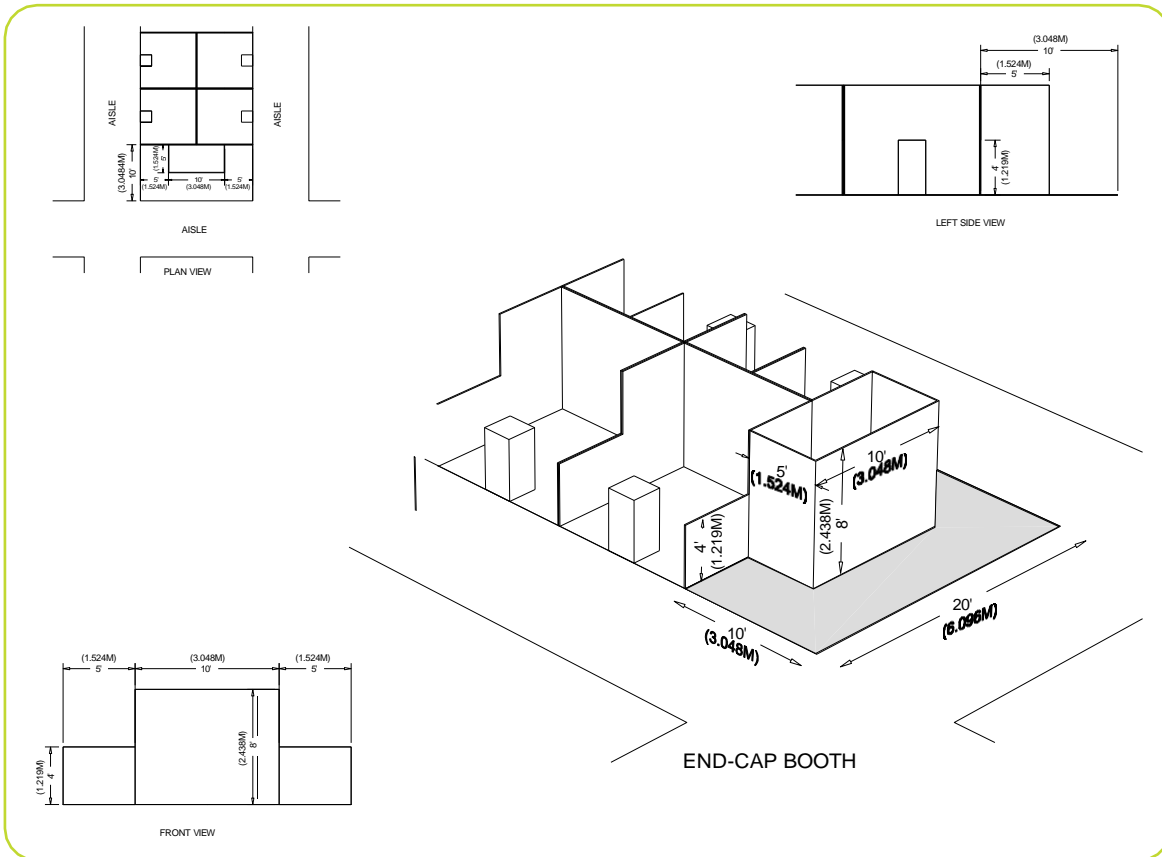 AISLE
AISLE
(3.0484M)
10'
(1.524M)
5'
5'
10'
5'
(1.524M)
(3.048M)
(1.524M)
AISLE
PLAN VIEW
(3.048M)
10'
(1.524M)
5'
4'
(1.219M)
LEFT SIDE VIEW
5'
(1.524M)
10'
(3.048M)
(2.438M)
8'
4'
(1.219M)
10'
(3.048M)
20'
(6.096M)
END-CAP BOOTH
(1.524M)
5'
(3.048M)
10'
(1.524M)
5'
(2.438M)
8'
(1.219M)
4'
FRONT VIEW